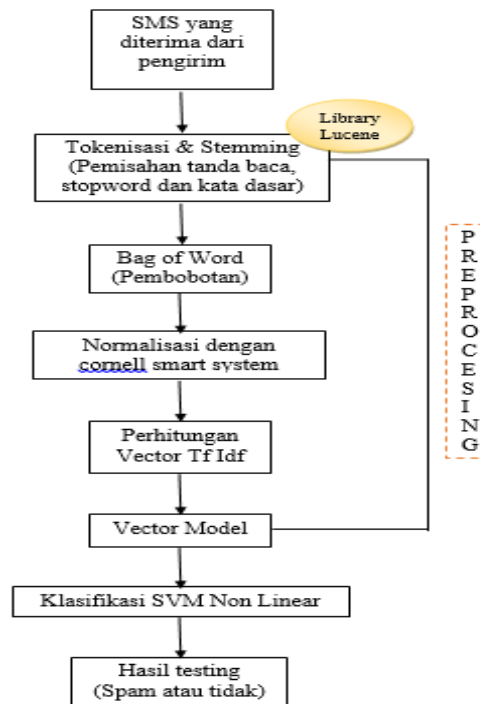 SMS yang
diterima dari
pengirim
Library
Lucene
Tokenisasi & Stemming
(Pemisahan tanda baca,
stopword dan kata dasar)
Bag of Word
(Pembobotan)
Normalisasi dengan
cornell smart system
Perhitungan
Vector Tf Idf
Vector Model
Klasifikasi SVM Non Linear
Hasil testing
(Spam atau tidak)
P
R
E
P
R
O
C
E
S
I
N
G